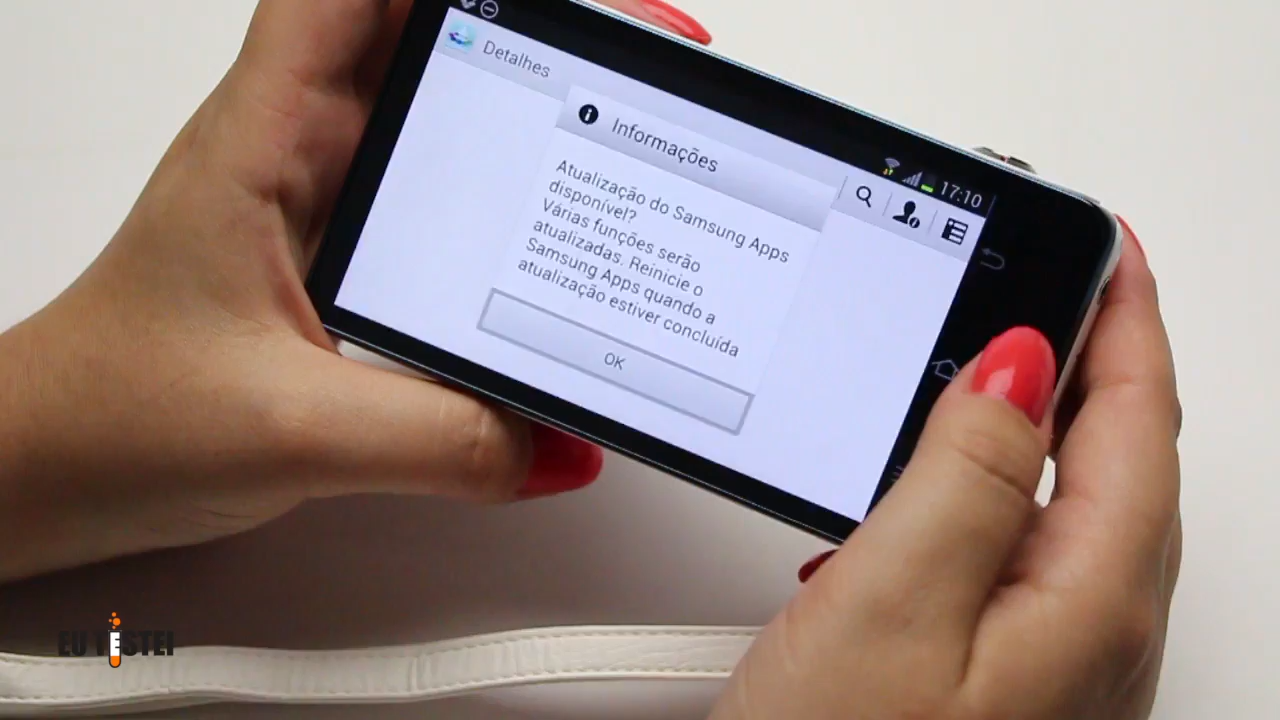 Detalhes
17:10
Informações
Atualização do Samsung Apps
disponível?
Várias funções serão
atualizadas. Reinicie o
Samsung Apps quando a
atualização estiver concluída
OK
EU TESTEI